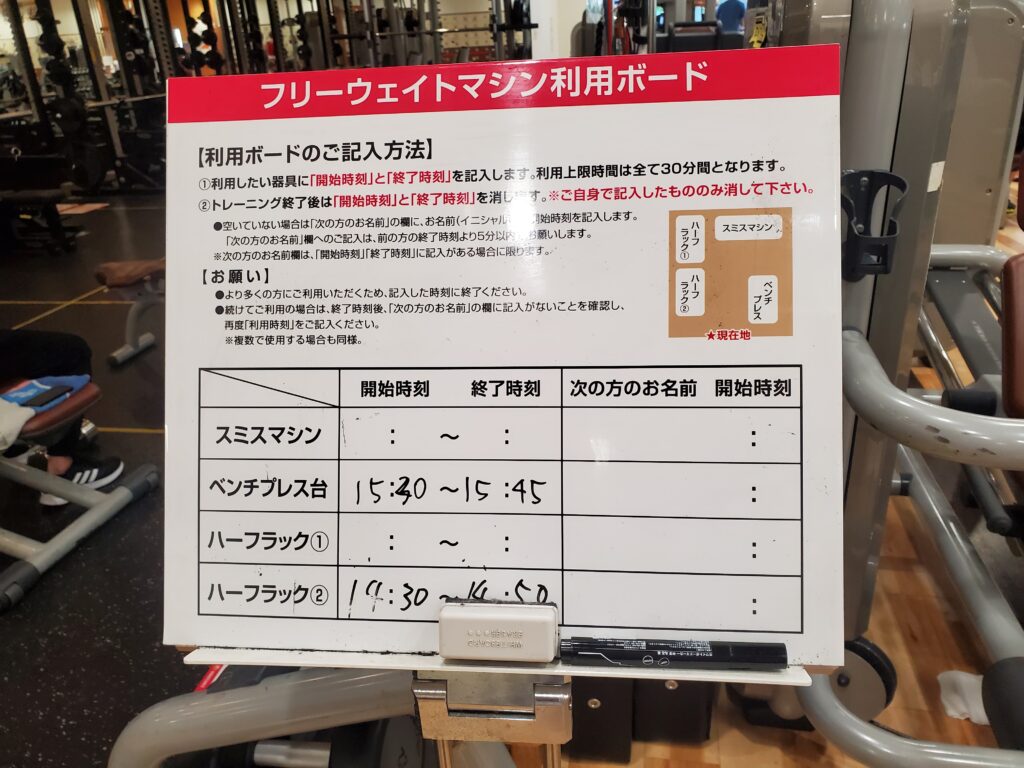 フリーウェイトマシン利用ボード
【利用ボードのご記入方法】
①利用したい器具に「開始時刻」と「終了時刻」を記入します。利用上限時間は全て30分間となります。
②トレーニング終了後は「開始時刻」と「終了時刻」を消します。※ご自身で記入したもののみ消して下さい。
●空いていない場合は「次の方のお名前」の欄に、お名前(イニシャル 開始時刻を記入します。
「次の方のお名前」欄へのご記入は、前の方の終了時刻より5分以内 お願いします。
※次の方のお名前欄は、「開始時刻」「終了時刻」に記入がある場合に限ります。
【お願い】
●より多くの方にご利用いただくため、記入した時刻に終了ください。
●続けてご利用の場合は、終了時刻後、「次の方のお名前」の欄に記入がないことを確認し、
再度「利用時刻」をご記入ください。
※複数で使用する場合も同様。
ハーフラック①
スミスマシン
ハーフラック②
ベンチプレス
★現在地
開始時刻 終了時刻 次の方のお名前 開始時刻
スミスマシン : ～ : :
ベンチプレス台 15:30 ～15:45 :
ハーフラック① : ～ : :
ハーフラック② 14:30 ～14:50 :